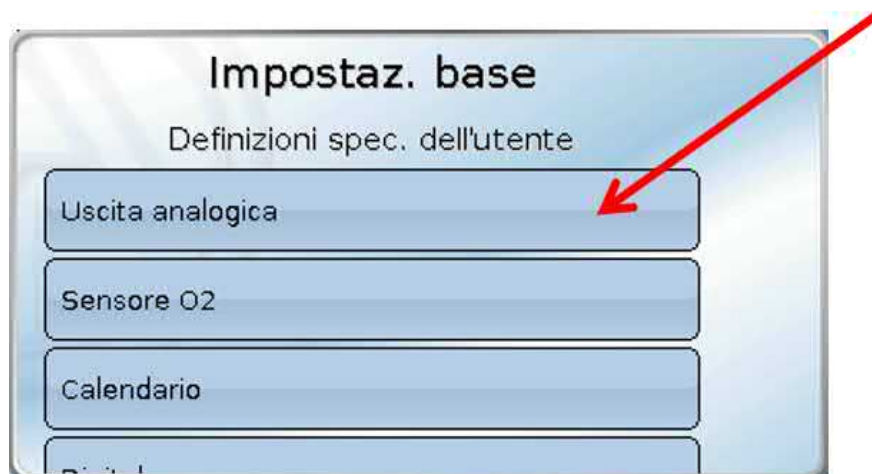 Impostaz. base
Definizioni spec. dell'utente
Uscita analogica
Sensore O2
Calendario